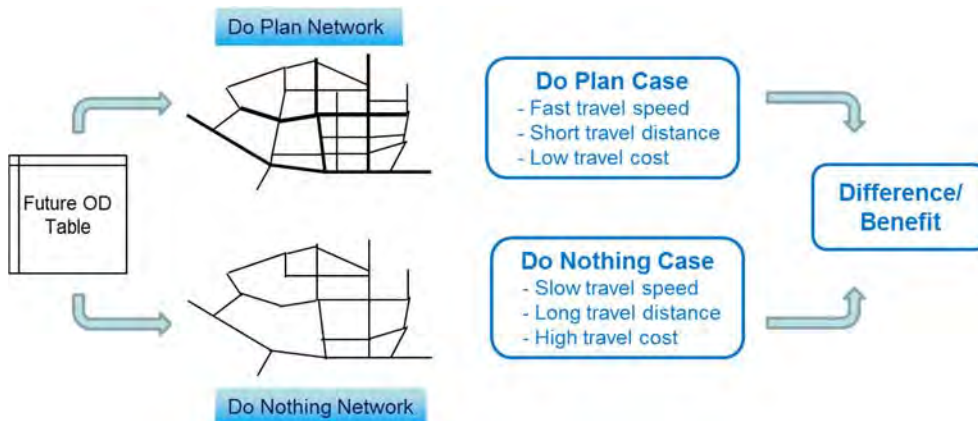 Do Plan Network
Future OD
Table
Do Nothing Network
Do Plan Case
- Fast travel speed
- Short travel distance
- Low travel cost
Do Nothing Case
- Slow travel speed
- Long travel distance
- High travel cost
Difference/
Benefit